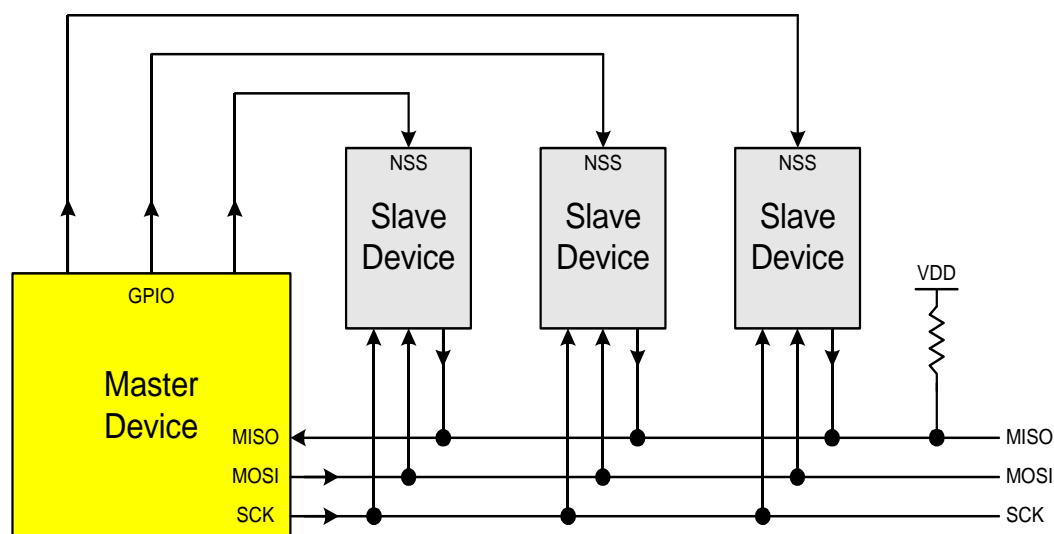 NSS
Slave
Device
NSS
Slave
Device
NSS
Slave
Device
VDD
GPIO
Master
Device
MISO
MOSI
SCK
MISO
MOSI
SCK